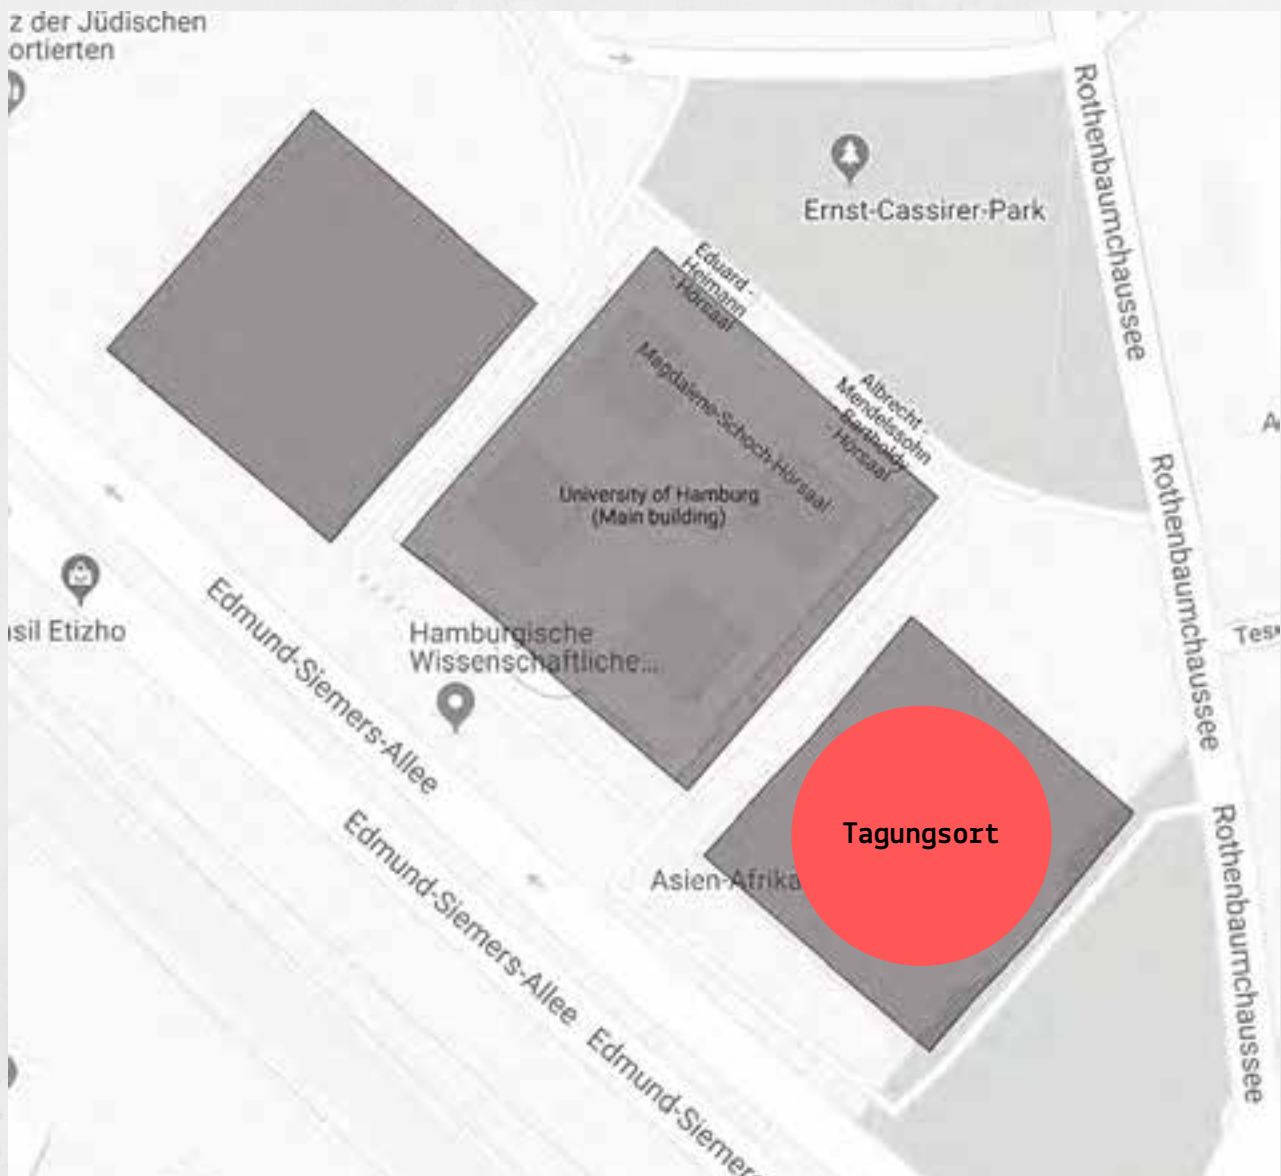 z der Jüdischen
ortierten
Ernst-Cassirer-Park
Rothenbaumchaussee
Eduard -
Heimann
- Hörsaal
Magdalene-Schoch-Hörsaal
Albrecht -
Mendelssohn
- Bartholdy
- Hörsaal
University of Hamburg
(Main building)
Rothenbaumchaussee
sil Etizho
Edmund-Siemers-Allee
Hamburgische
Wissenschaftliche...
Tes
Tagungsort
Asien-Afrika
Rothenbaumchaussee
Edmund-Siemers-Allee
Edmund-Siemer